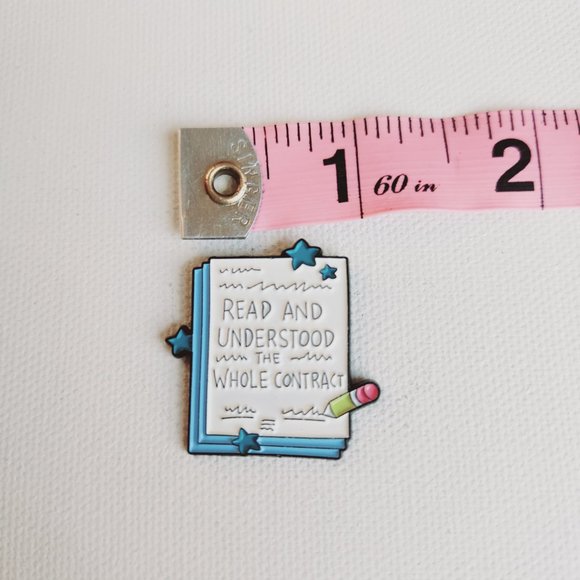 SINGER
1 60 in 2
READ AND
UNDERSTOOD
THE
WHOLE CONTRACT